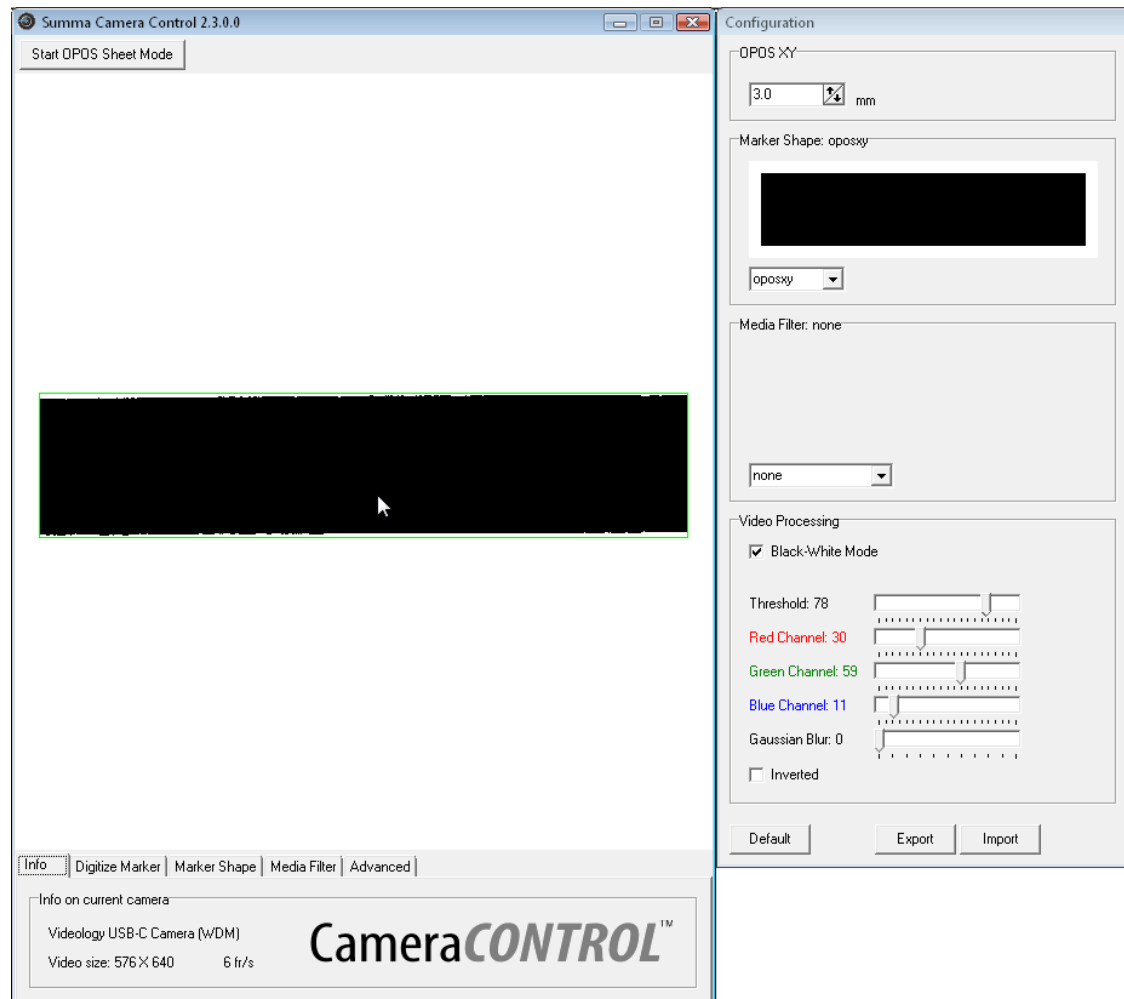 Summa Camera Control 2.3.0.0
Start OPOS Sheet Mode
Info
Digitize Marker
Marker Shape
Media Filter
Advanced
Info on current camera
Videology USB-C Camera (WDM)
Video size: 576 X 640 6 fr/s
CameraCONTROL™
Configuration
OPOS XY
3.0 mm
Marker Shape: oposxy
oposxy
Media Filter: none
none
Video Processing
Black-White Mode
Threshold: 78
Red Channel: 30
Green Channel: 59
Blue Channel: 11
Gaussian Blur: 0
Inverted
Default Export Import